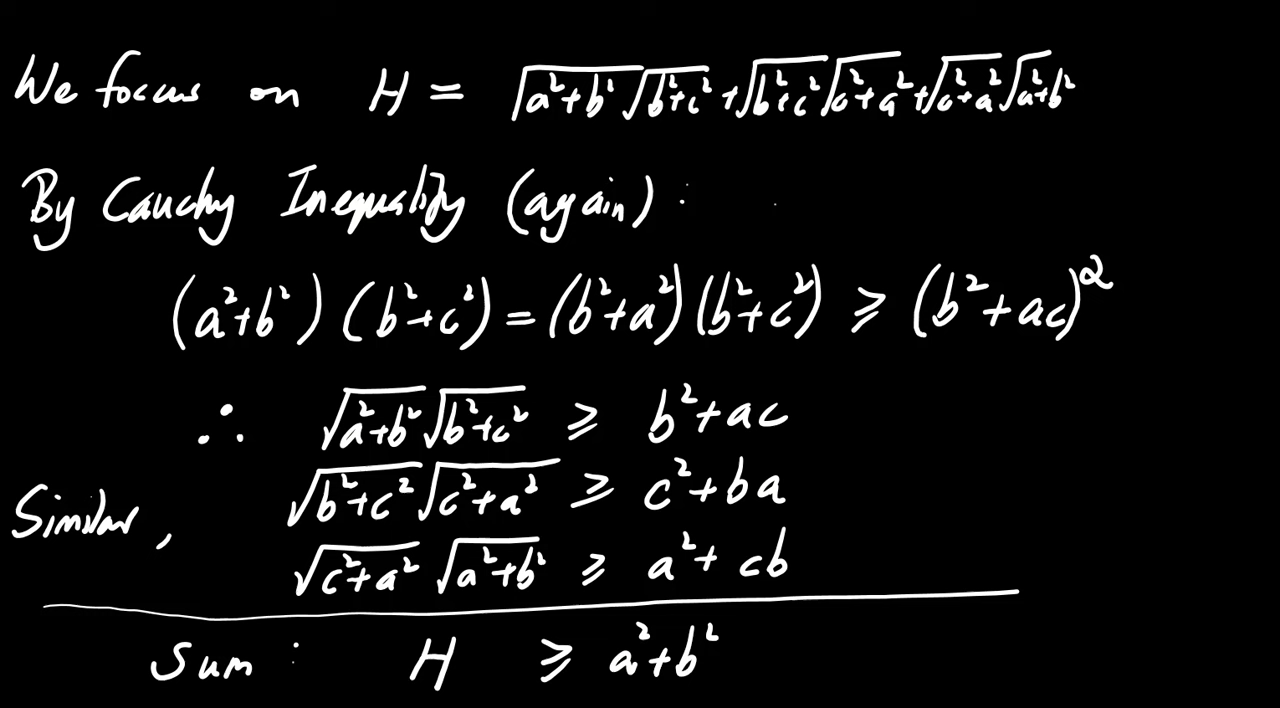 We focus on H = √a²+b² √b²+c² + √b²+c² √c²+a² + √c²+a² √a²+b²
By Cauchy Inequality (again) :
(a²+b²) (b²+c²) = (b²+a²) (b²+c²) ⩾ (b²+ac)²
∴ √a²+b² √b²+c² ⩾ b²+ac
Similar, √b²+c² √c²+a² ⩾ c²+ba
√c²+a² √a²+b² ⩾ a²+cb
Sum : H ⩾ a²+b²